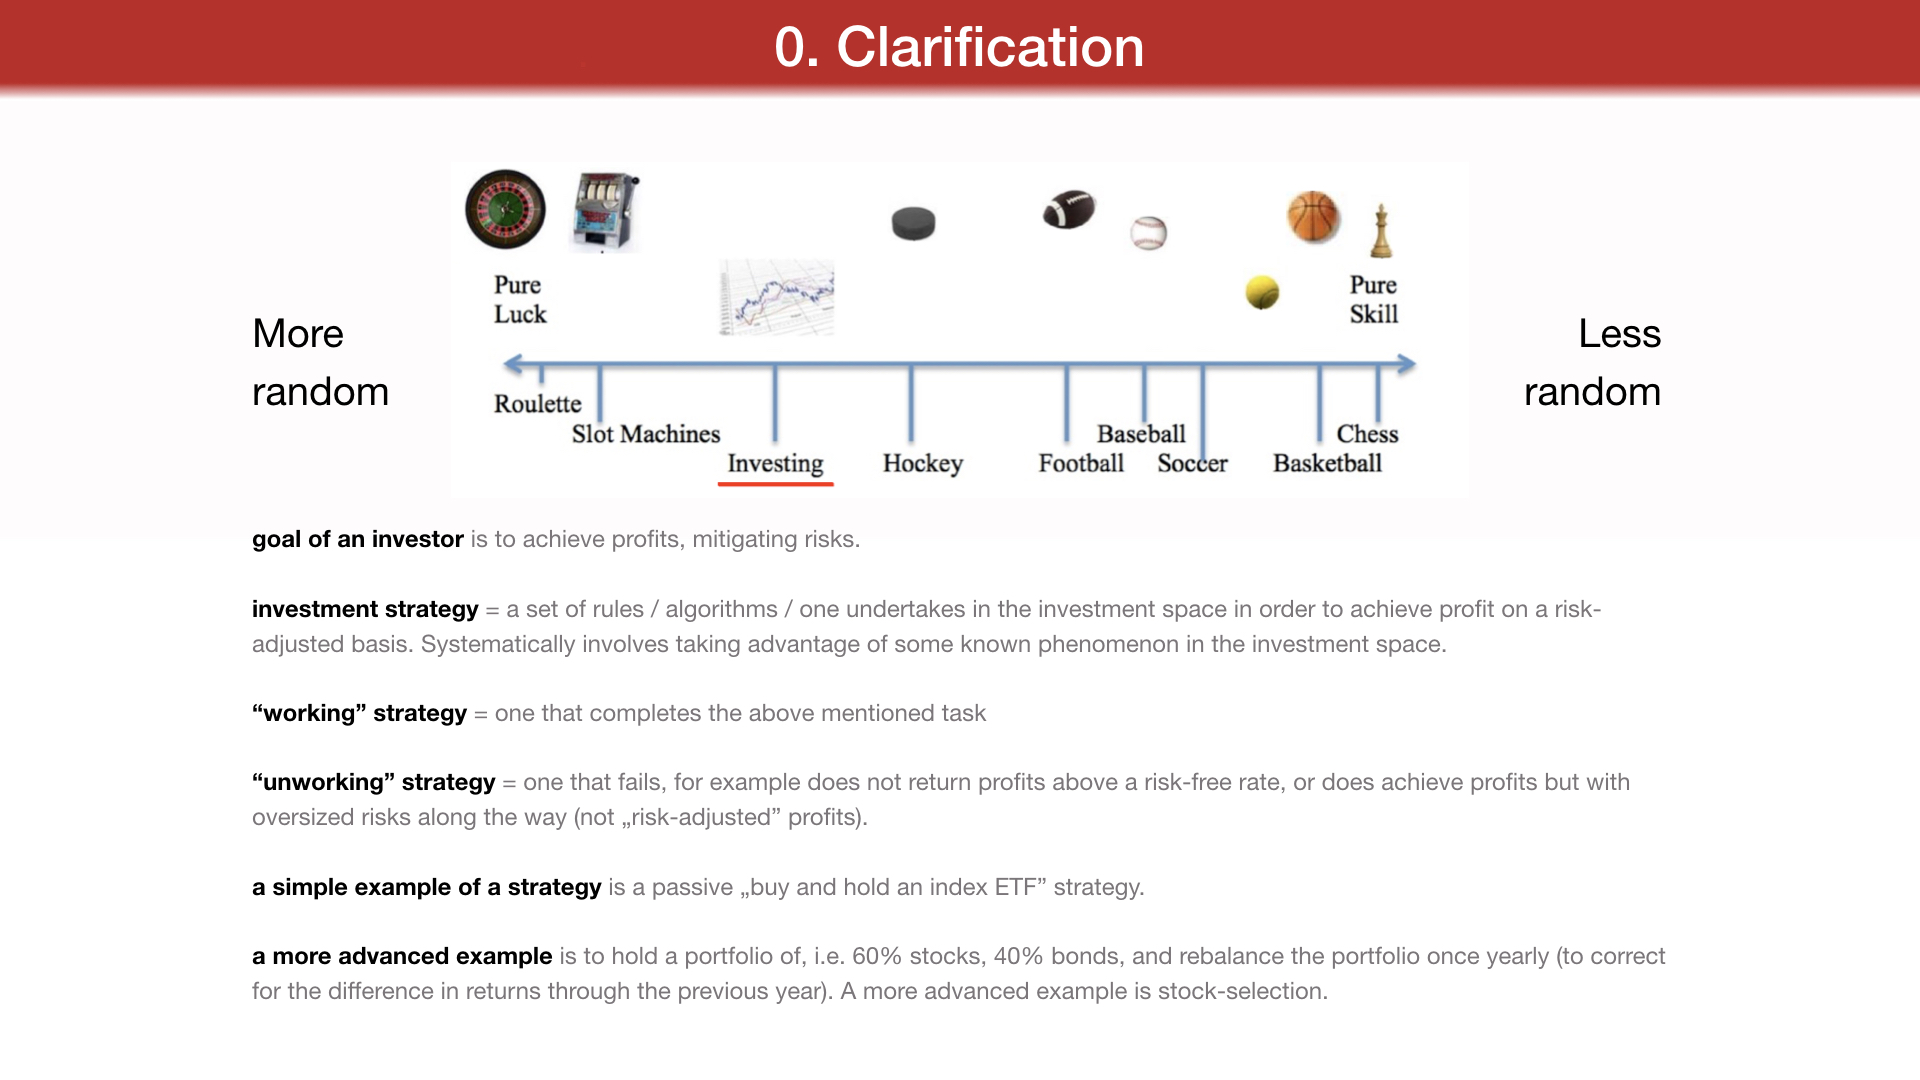 0. Clarification
Pure
Luck
Pure
Skill
More
random
Less
random
Roulette
Slot Machines
Baseball
Chess
Investing
Hockey
Football
Soccer
Basketball
goal of an investor is to achieve profits, mitigating risks.
investment strategy = a set of rules / algorithms / one undertakes in the investment space in order to achieve profit on a risk-
adjusted basis. Systematically involves taking advantage of some known phenomenon in the investment space.
“working” strategy = one that completes the above mentioned task
“unworking” strategy = one that fails, for example does not return profits above a risk-free rate, or does achieve profits but with
oversized risks along the way (not „risk-adjusted” profits).
a simple example of a strategy is a passive „buy and hold an index ETF” strategy.
a more advanced example is to hold a portfolio of, i.e. 60% stocks, 40% bonds, and rebalance the portfolio once yearly (to correct
for the difference in returns through the previous year). A more advanced example is stock-selection.